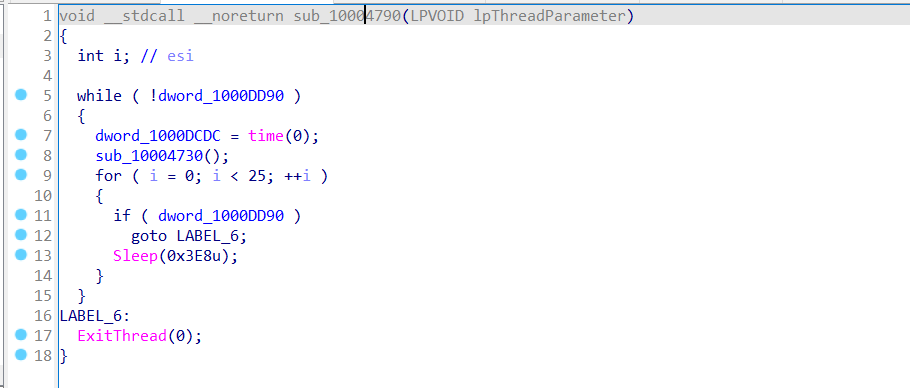 1 void __stdcall __noreturn sub_10004790(LPVOID lpThreadParameter)
2 {
3   int i; // esi
4
5   while ( !dword_1000DD90 )
6   {
7     dword_1000DCDC = time(0);
8     sub_10004730();
9     for ( i = 0; i < 25; ++i )
10     {
11       if ( dword_1000DD90 )
12         goto LABEL_6;
13       Sleep(0x3E8u);
14     }
15   }
16 LABEL_6:
17   ExitThread(0);
18 }